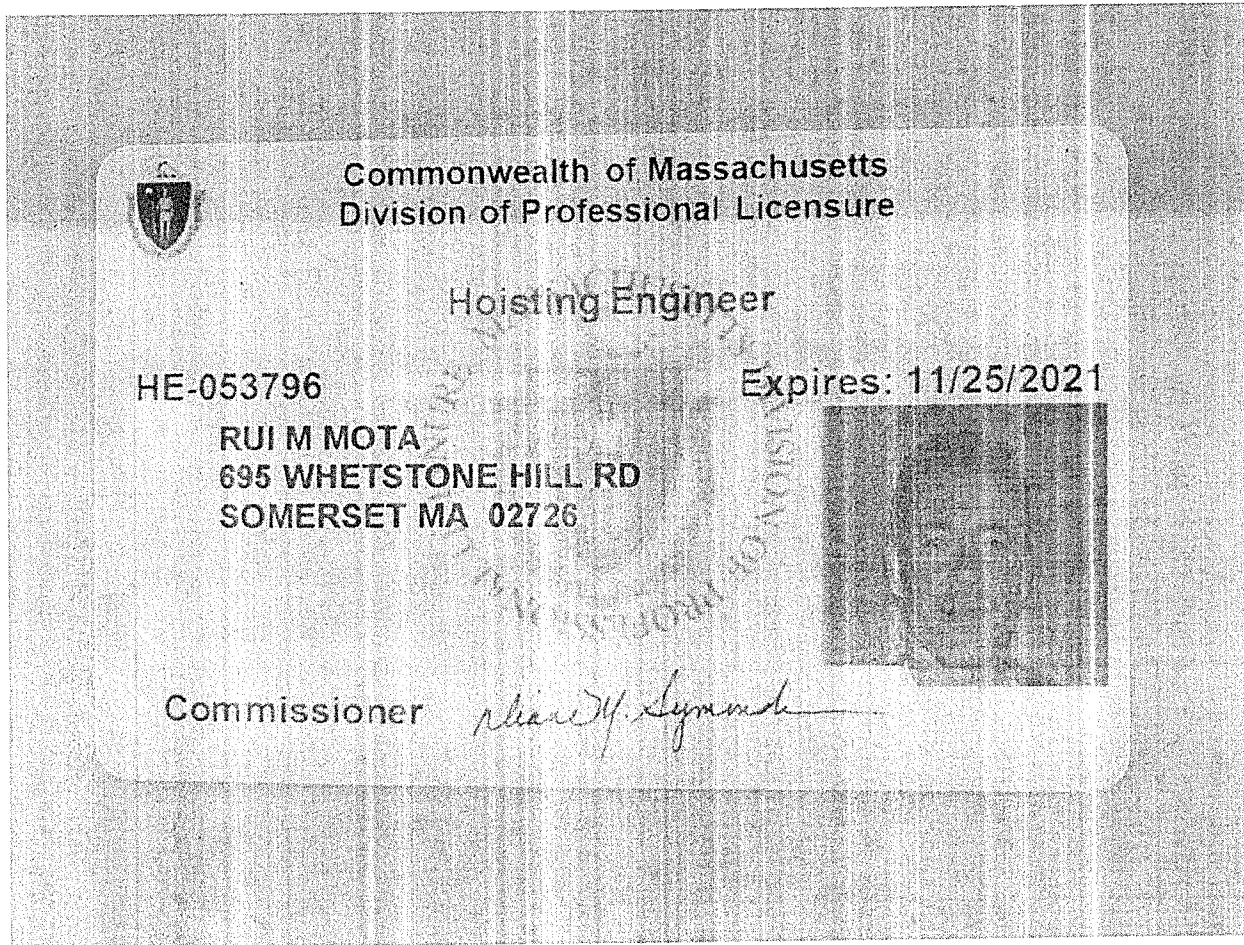 Commonwealth of Massachusetts
Division of Professional Licensure
Hoisting Engineer
HE-053796
Expires: 11/25/2021
RUI M MOTA
695 WHETSTONE HILL RD
SOMERSET MA 02726
Commissioner